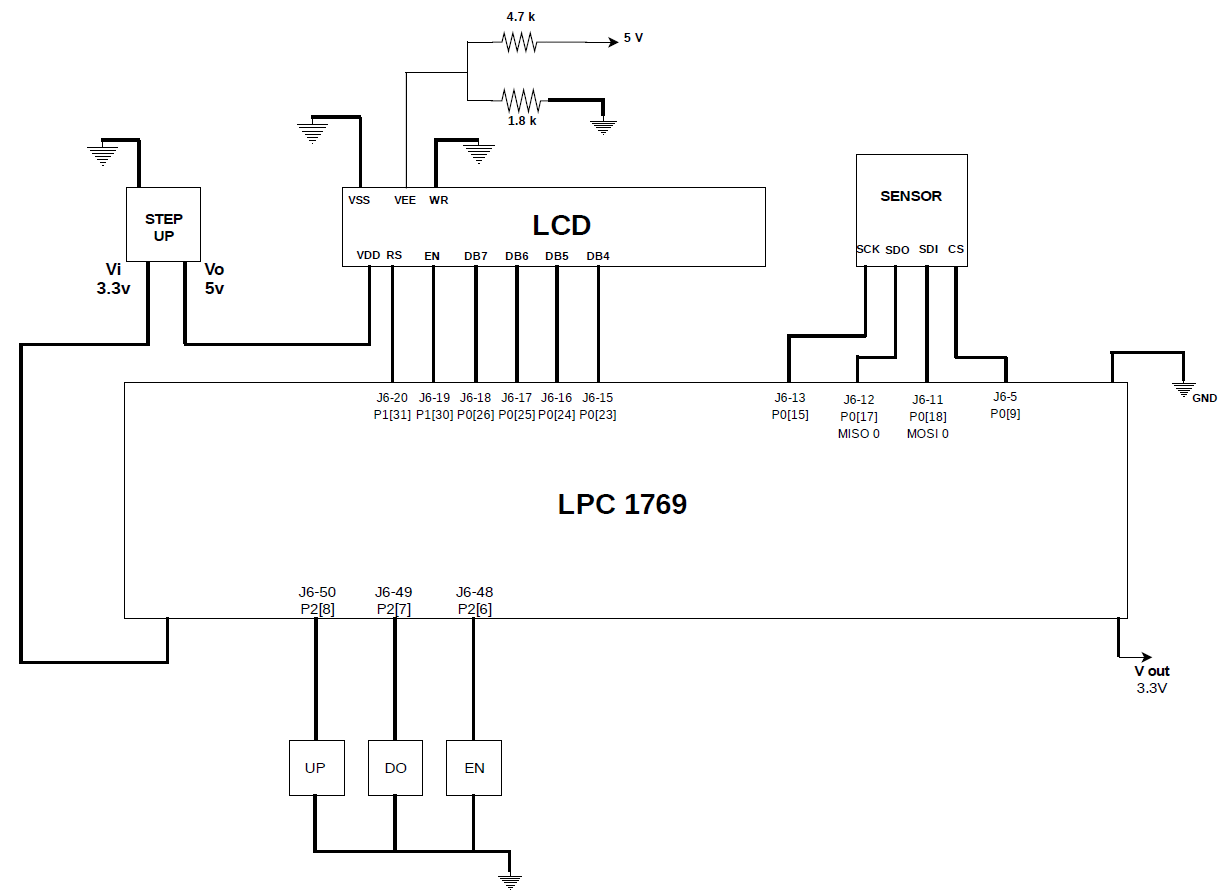 4.7 k
5 V
1.8 k
STEP
UP
Vi
3.3v
Vo
5v
VSS VEE WR
LCD
VDD RS EN DB7 DB6 DB5 DB4
SENSOR
SCK SDO SDI CS
GND
J6-20
P1[31]
J6-19
P1[30]
J6-18
P0[26]
J6-17
P0[25]
J6-16
P0[24]
J6-15
P0[23]
J6-13
P0[15]
J6-12
P0[17]
MISO 0
J6-11
P0[18]
MOSI 0
J6-5
P0[9]
LPC 1769
J6-50
P2[8]
J6-49
P2[7]
J6-48
P2[6]
V out
3.3V
UP
DO
EN